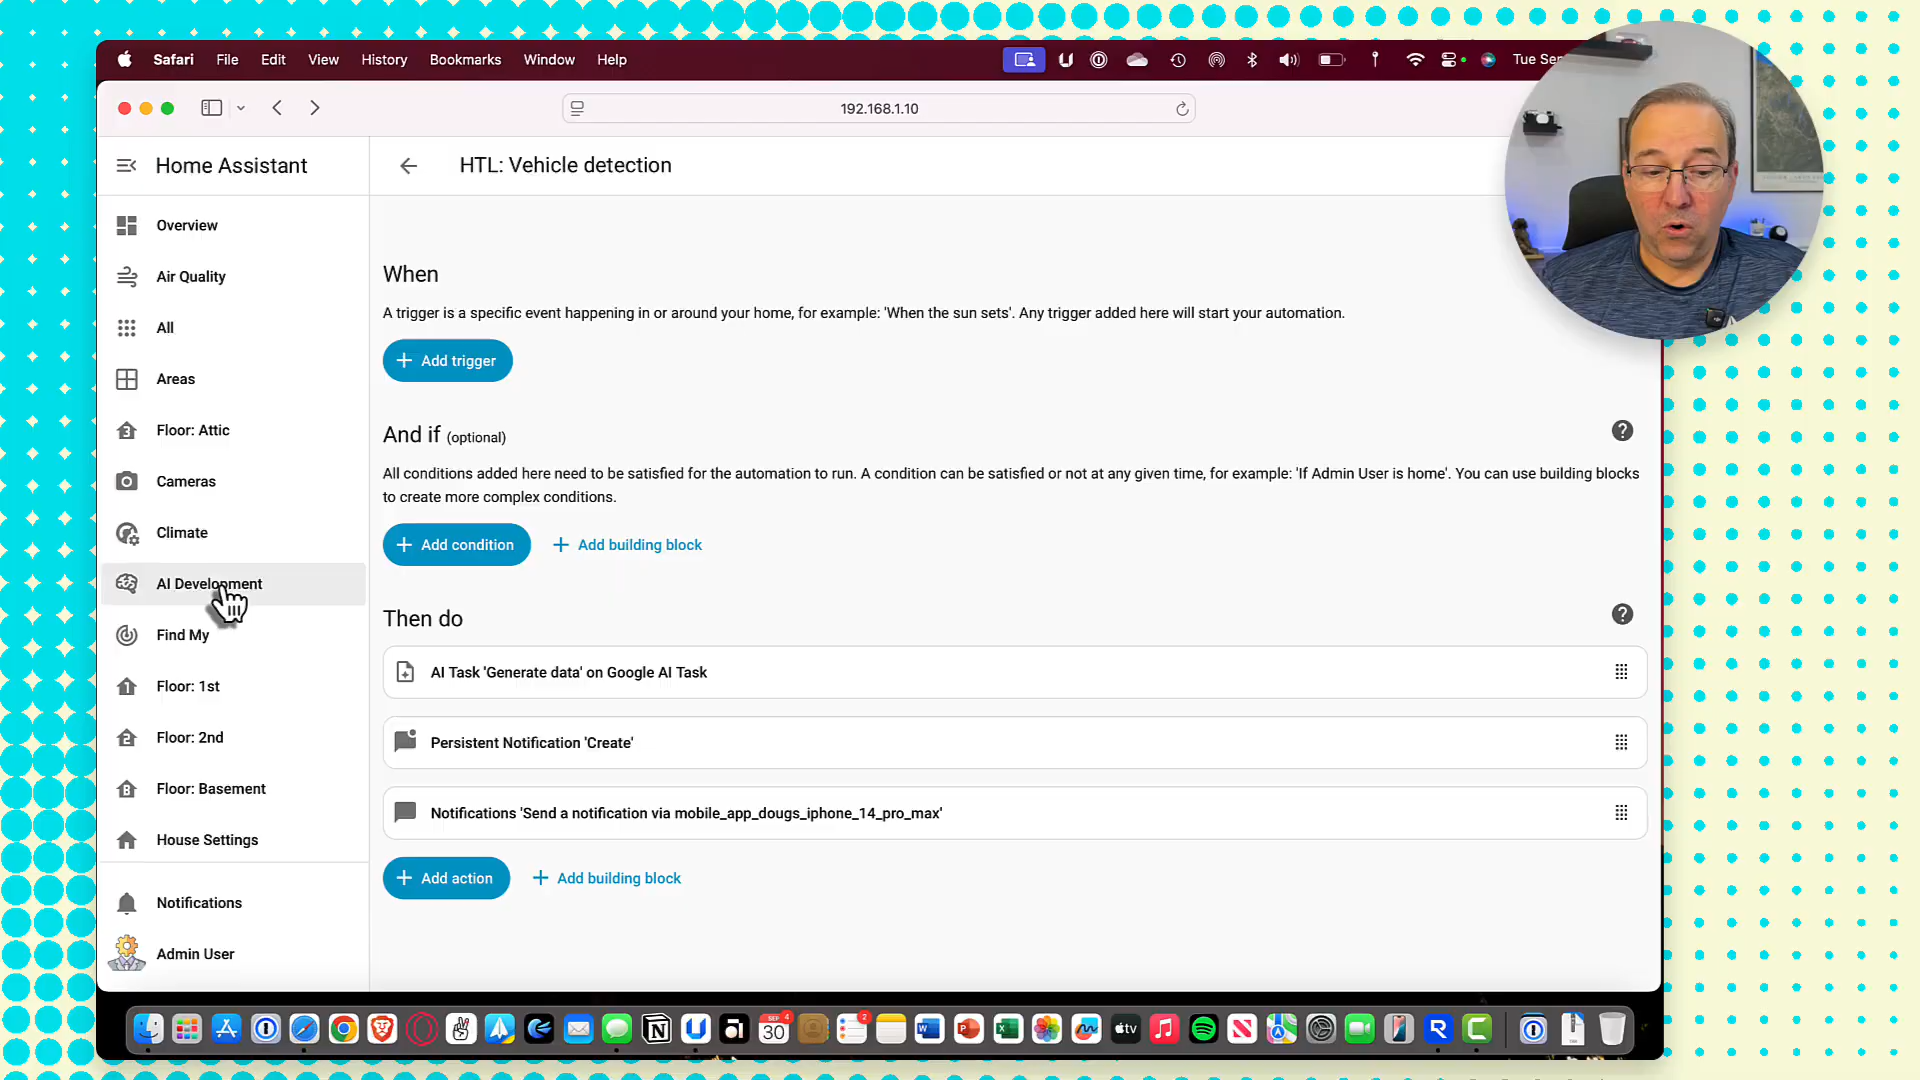 Safari File Edit View History Bookmarks Window Help
Tue Sep
192.168.1.10
Home Assistant
HTL: Vehicle detection
Overview
Air Quality
All
Areas
Floor: Attic
Cameras
Climate
AI Development
Find My
Floor: 1st
Floor: 2nd
Floor: Basement
House Settings
Notifications
Admin User
When
A trigger is a specific event happening in or around your home, for example: 'When the sun sets'. Any trigger added here will start your automation.
Add trigger
And if (optional)
All conditions added here need to be satisfied for the automation to run. A condition can be satisfied or not at any given time, for example: 'If Admin User is home'. You can use building blocks
to create more complex conditions.
Add condition
Add building block
Then do
AI Task 'Generate data' on Google AI Task
Persistent Notification 'Create'
Notifications 'Send a notification via mobile_app_dougs_iphone_14_pro_max'
Add action
Add building block
SEP
30
4
2
tv